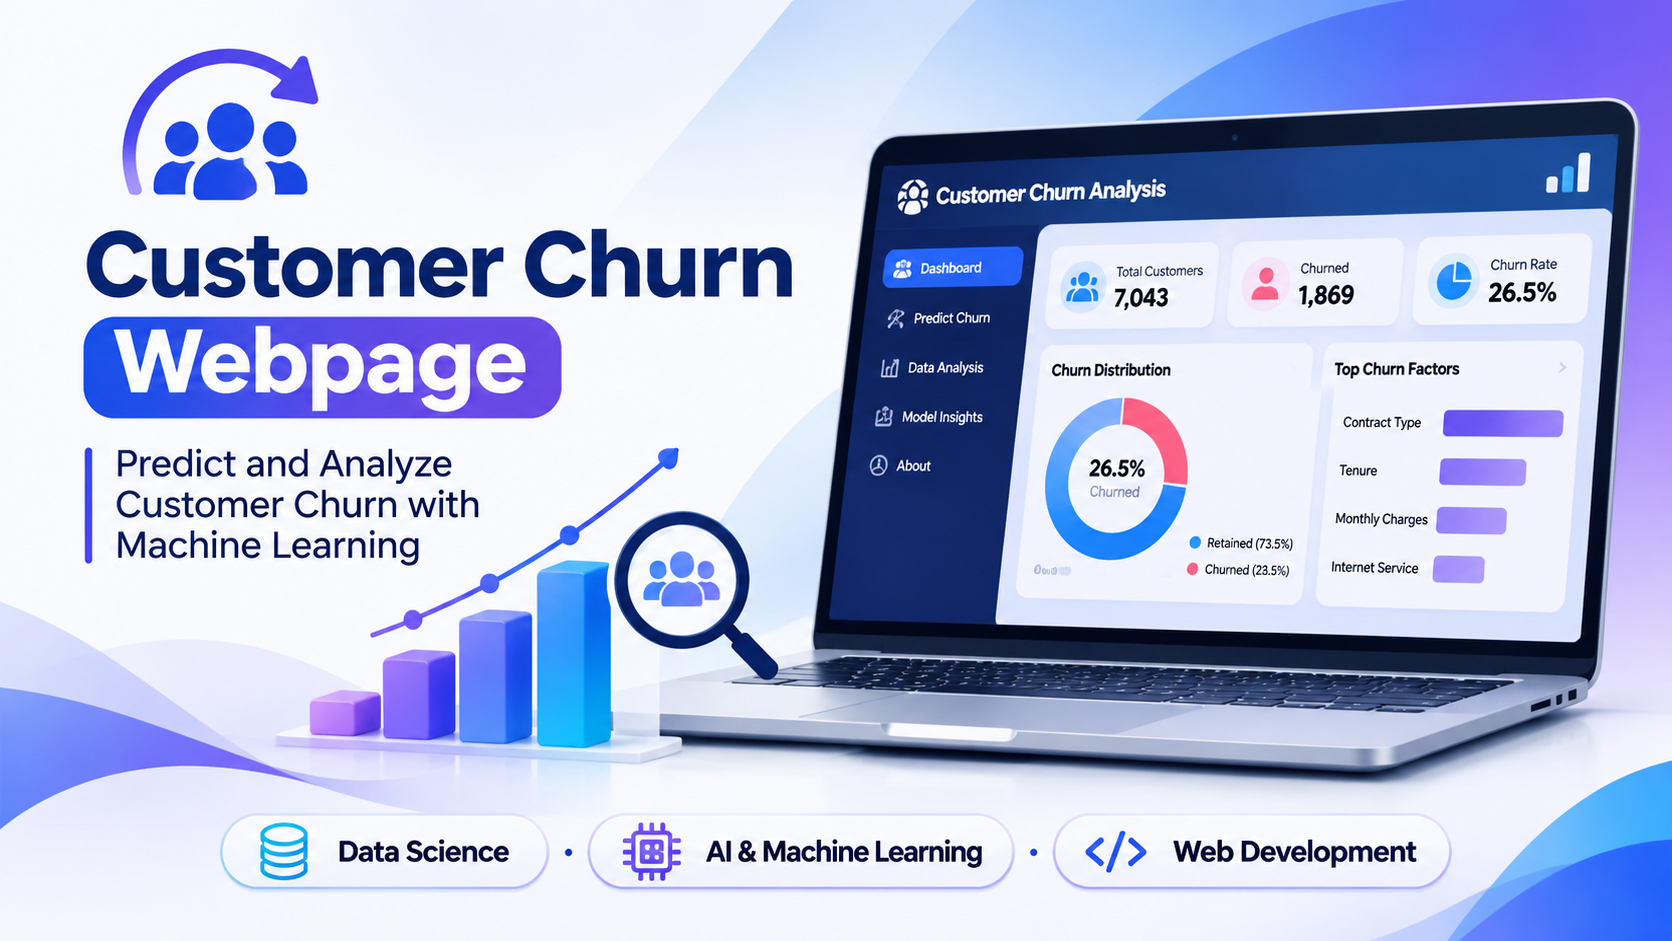 Customer Churn
Webpage
Predict and Analyze
Customer Churn with
Machine Learning
Customer Churn Analysis
Dashboard
Predict Churn
Data Analysis
Model Insights
About
Total Customers
7,043
Churned
1,869
Churn Rate
26.5%
Churn Distribution
26.5%
Churned
Retained (73.5%)
Churned (23.5%)
Top Churn Factors
Contract Type
Tenure
Monthly Charges
Internet Service
Data Science
AI & Machine Learning
</> Web Development